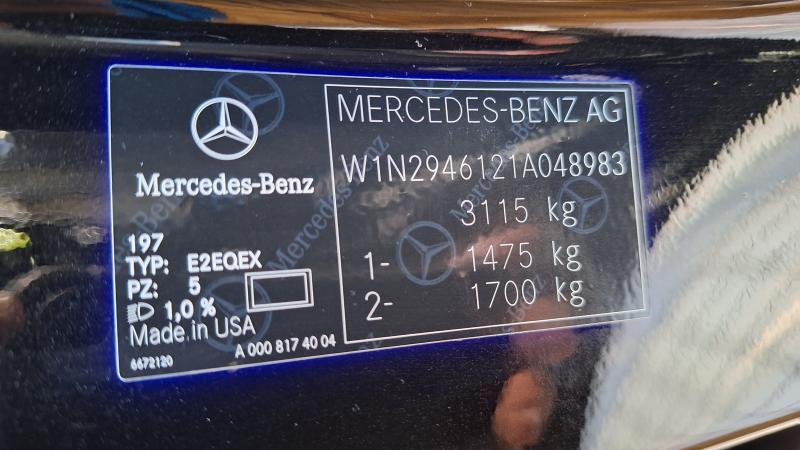 Mercedes-Benz
197
TYP: E2EQEX
PZ: 5
1,0 %
Made in USA
6672120
A 000 817 40 04
MERCEDES-BENZ AG
W1N2946121A048983
3115 kg
1- 1475 kg
2- 1700 kg